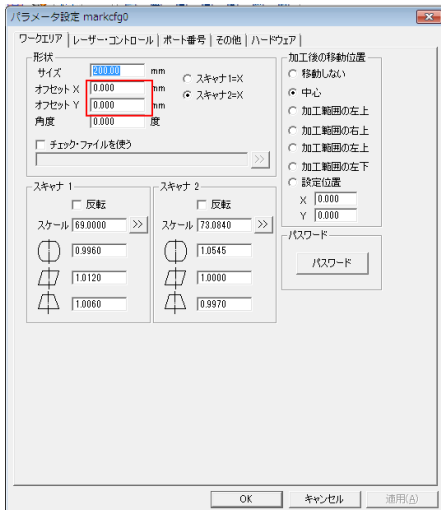 パラメータ設定 markcfg0
ワークエリア レーザー・コントロール ポート番号 その他 ハードウェア
形状
サイズ 200.00 mm
オフセット X 0.000 mm
オフセット Y 0.000 mm
角度 0.000 度
スキャナ 1=X
スキャナ 2=X
チェック・ファイルを使う
>>
加工後の移動位置
移動しない
中心
加工範囲の左上
加工範囲の右上
加工範囲の左上
加工範囲の左下
設定位置
X 0.000
Y 0.000
スキャナ 1
反転
スケール 69.0000 >>
0.9960
1.0120
1.0060
スキャナ 2
反転
スケール 73.0840 >>
1.0545
1.0000
0.9970
パスワード
パスワード
OK キャンセル 適用(A)